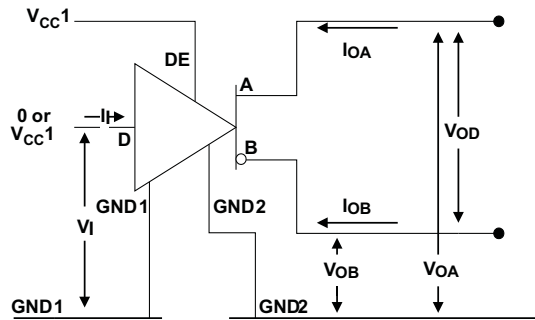 VCC1
DE
IOA
A
0 or
VCC1
II
D
B
VOD
GND1
GND2
IOB
VI
VOB
VOA
GND1
GND2